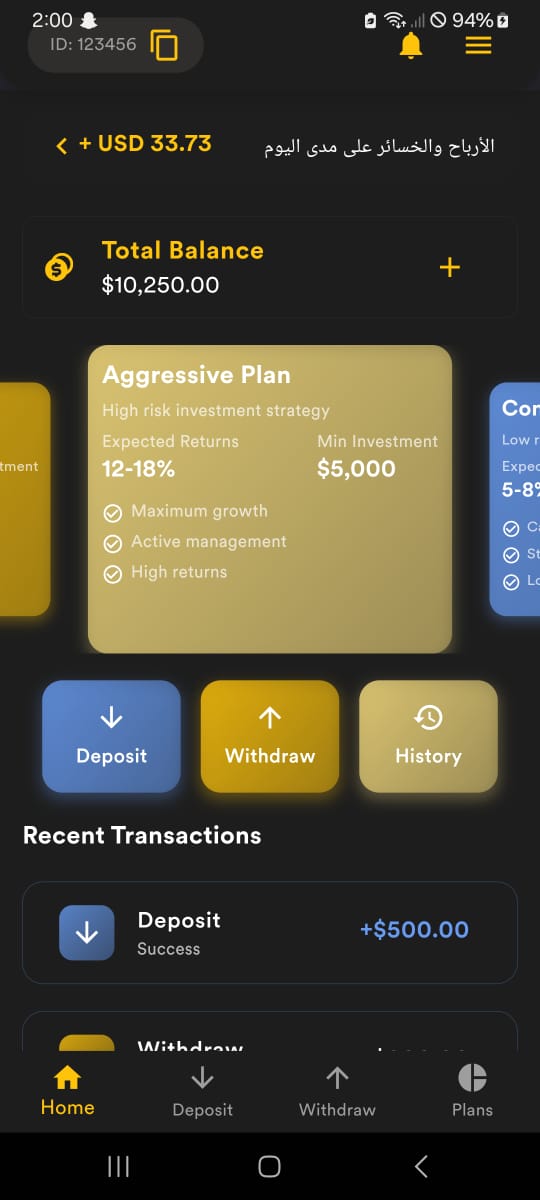 2:00
94%
ID: 123456
+ USD 33.73
الأرباح والخسائر على مدى اليوم
Total Balance
$10,250.00
tment
Aggressive Plan
High risk investment strategy
Expected Returns
Min Investment
12-18%
$5,000
Maximum growth
Active management
High returns
Con
Low r
Expec
5-8%
Ca
St
Lo
Deposit
Withdraw
History
Recent Transactions
Deposit
Success
+$500.00
Withdraw
Home
Deposit
Withdraw
Plans